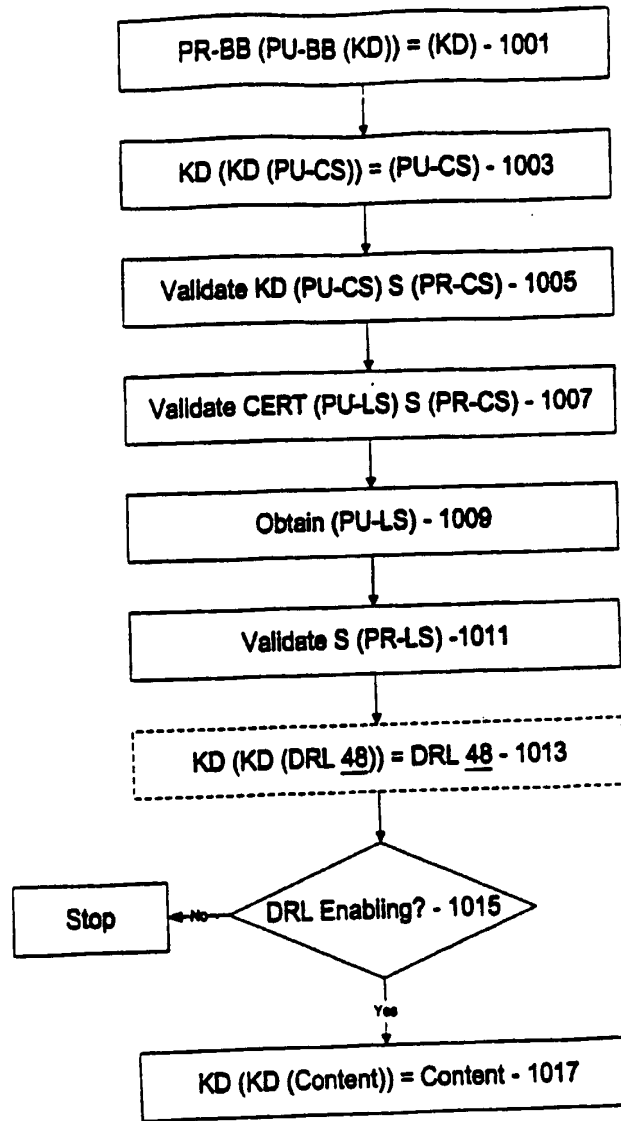 PR-BB (PU-BB (KD)) = (KD) - 1001
KD (KD (PU-CS)) = (PU-CS) - 1003
Validate KD (PU-CS) S (PR-CS) - 1005
Validate CERT (PU-LS) S (PR-CS) - 1007
Obtain (PU-LS) - 1009
Validate S (PR-LS) -1011
KD (KD (DRL 48)) = DRL 48 - 1013
DRL Enabling? - 1015
No
Stop
Yes
KD (KD (Content)) = Content - 1017